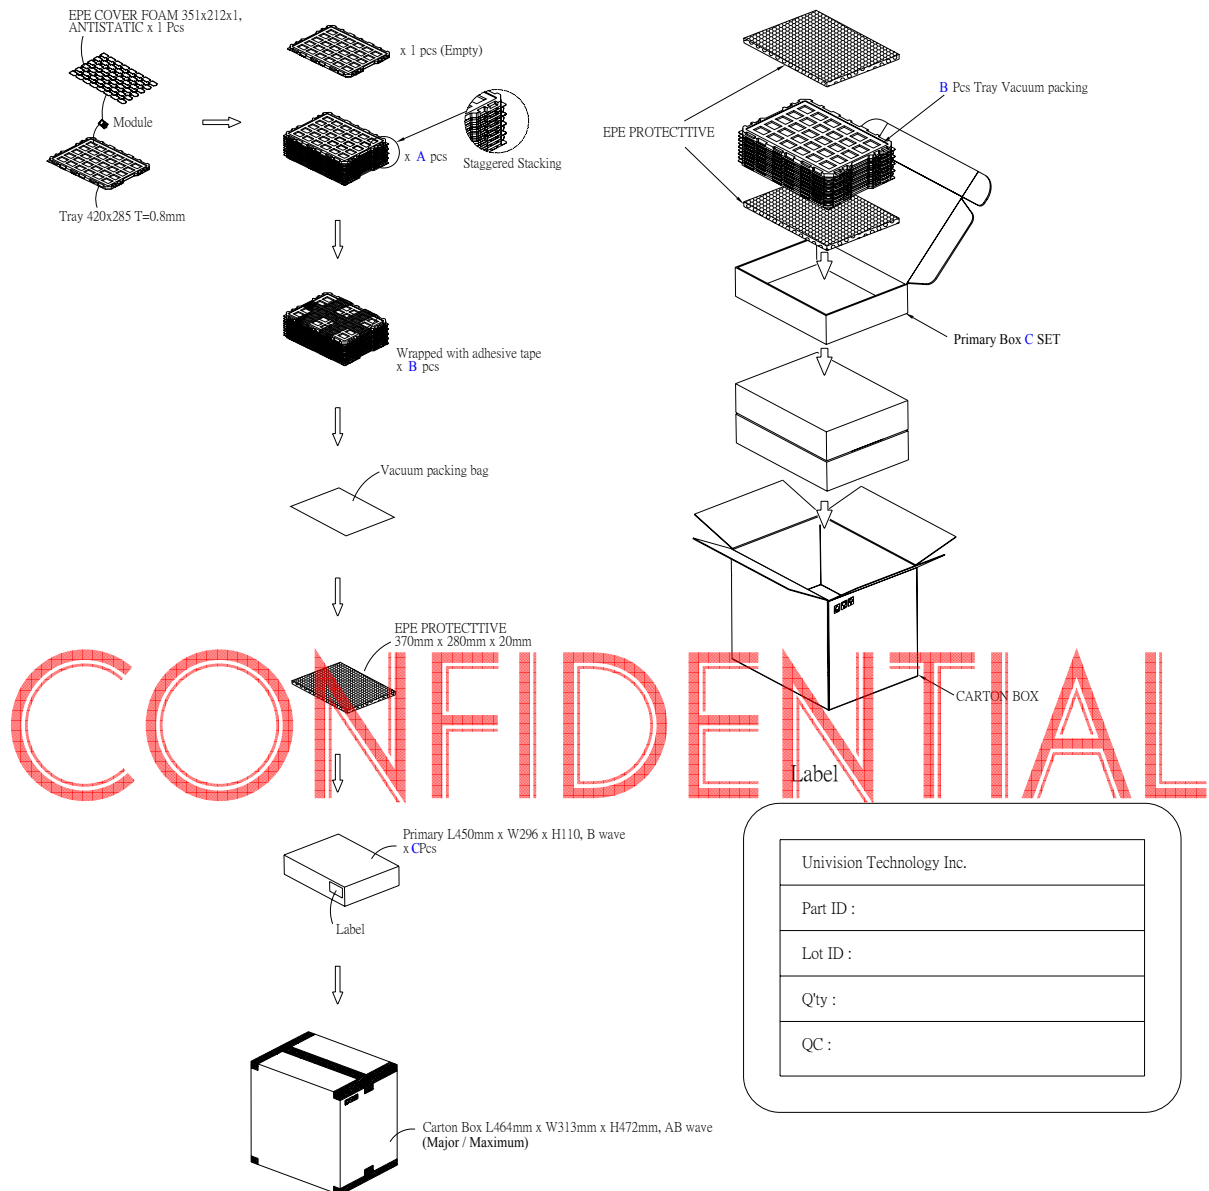 EPE COVER FOAM 351x212x1,
ANTISTATIC x 1 Pcs
Module
Tray 420x285 T=0.8mm
x 1 pcs (Empty)
x A pcs
Staggered Stacking
Wrapped with adhesive tape
x B pcs
Vacuum packing bag
EPE PROTECTTIVE
370mm x 280mm x 20mm
Primary L450mm x W296 x H110, B wave
x C Pcs
Label
Carton Box L464mm x W313mm x H472mm, AB wave
(Major / Maximum)
B Pcs Tray Vacuum packing
EPE PROTECTTIVE
Primary Box C SET
CARTON BOX
CONFIDENTIAL
Label
Univision Technology Inc.
Part ID :
Lot ID :
Q'ty :
QC :